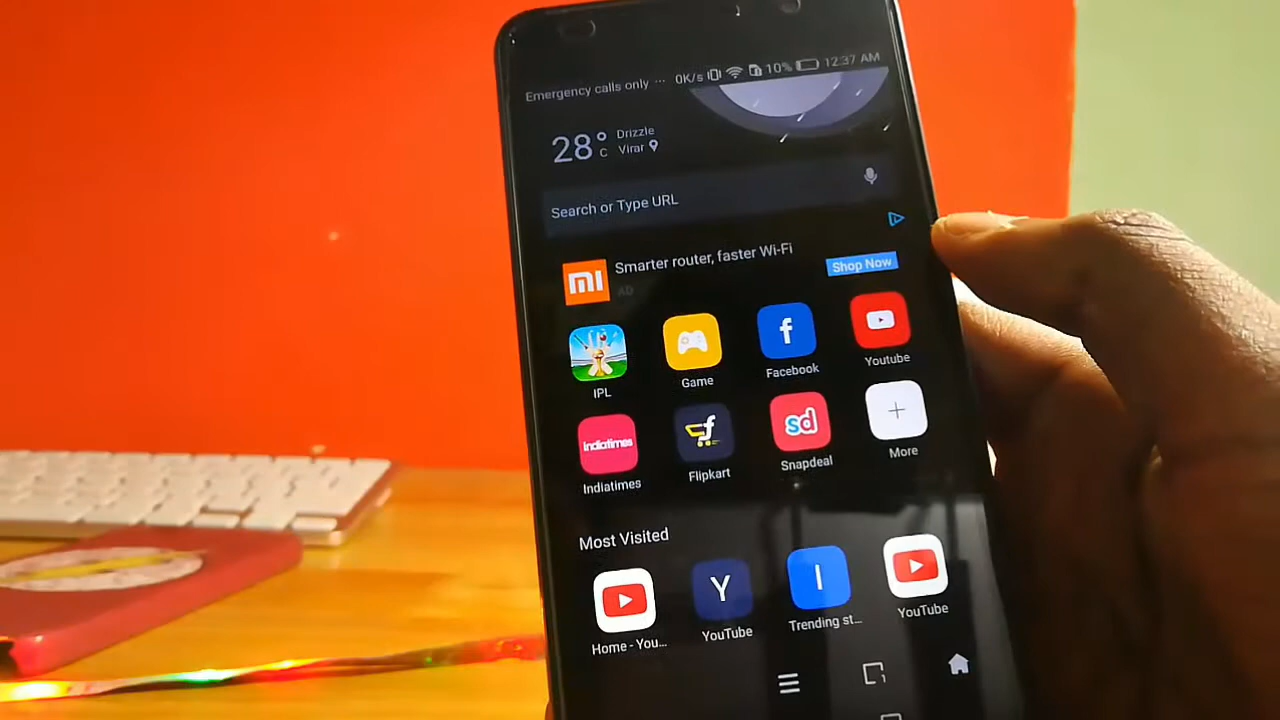 Emergency calls only ... 0K/s 10% 12:37 AM
28°C
Drizzle
Virar
Search or Type URL
mi
Smarter router, faster Wi-Fi
AD
Shop Now
IPL
Game
f
Facebook
Youtube
indiatimes
Indiatimes
f
Flipkart
sd
Snapdeal
+
More
Most Visited
Home - You...
Y
YouTube
I
Trending st...
YouTube
1